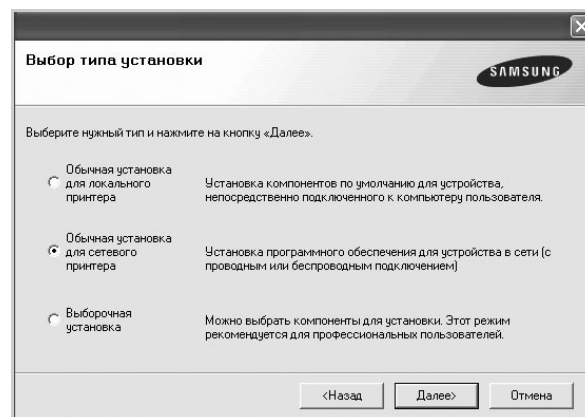 Выбор типа установки
SAMSUNG
Выберите нужный тип и нажмите на кнопку «Далее».
Обычная установка
для локального
принтера
Установка компонентов по умолчанию для устройства,
непосредственно подключенного к компьютеру пользователя.
Обычная установка
для сетевого
принтера
Установка программного обеспечения для устройства в сети (с
проводным или беспроводным подключением)
Выборочная
установка
Можно выбрать компоненты для установки. Этот режим
рекомендуется для профессиональных пользователей.
<Назад
Далее>
Отмена